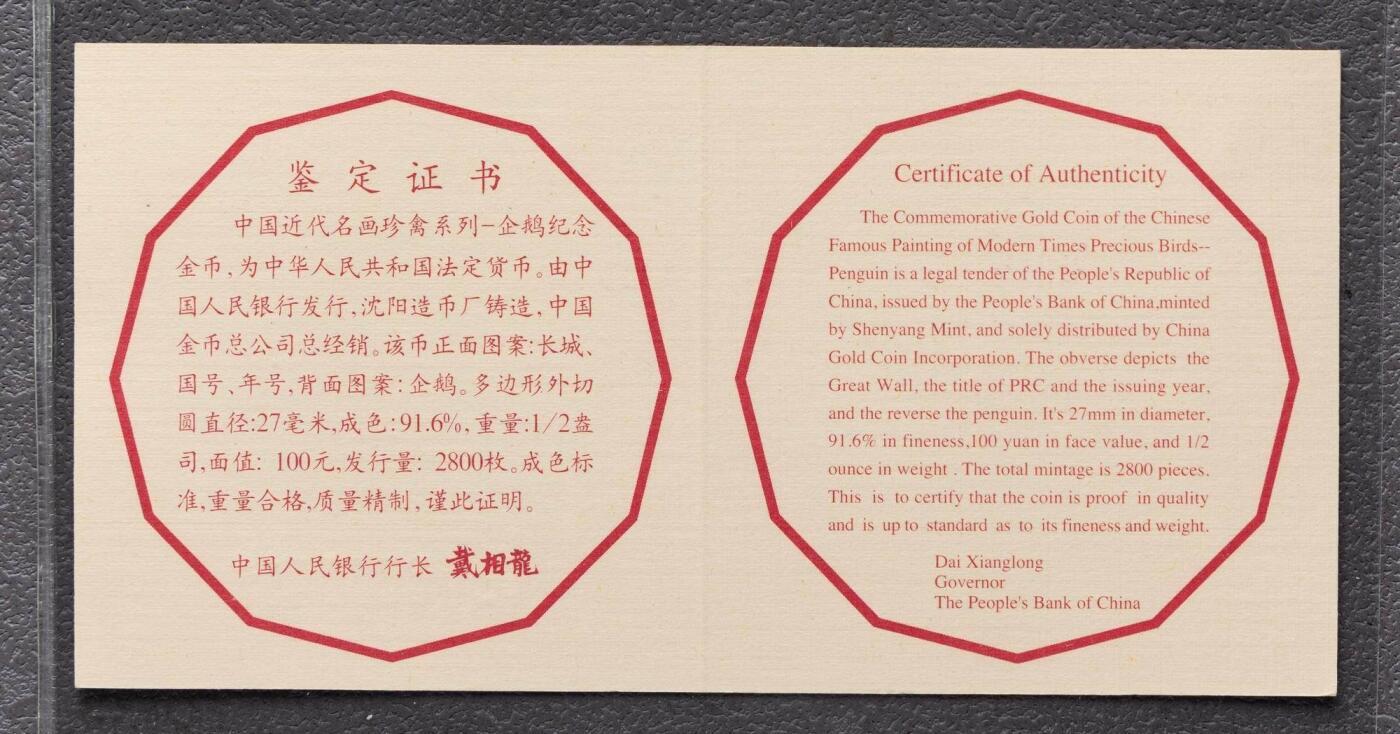 鉴定证书
中国近代名画珍禽系列-企鹅纪念
金币,为中华人民共和国法定货币。由中
国人民银行发行,沈阳造币厂铸造,中国
金币总公司总经销。该币正面图案:长城、
国号、年号,背面图案:企鹅。多边形外切
圆直径:27毫米,成色:91.6%,重量:1/2盎
司,面值: 100元,发行量: 2800枚。成色标
准,重量合格,质量精制,谨此证明。
中国人民银行行长 戴相龍
Certificate of Authenticity
The Commemorative Gold Coin of the Chinese
Famous Painting of Modern Times Precious Birds--
Penguin is a legal tender of the People's Republic of
China, issued by the People's Bank of China,minted
by Shenyang Mint, and solely distributed by China
Gold Coin Incorporation. The obverse depicts the
Great Wall, the title of PRC and the issuing year,
and the reverse the penguin. It's 27mm in diameter,
91.6% in fineness,100 yuan in face value, and 1/2
ounce in weight . The total mintage is 2800 pieces.
This is to certify that the coin is proof in quality
and is up to standard as to its fineness and weight.
Dai Xianglong
Governor
The People's Bank of China